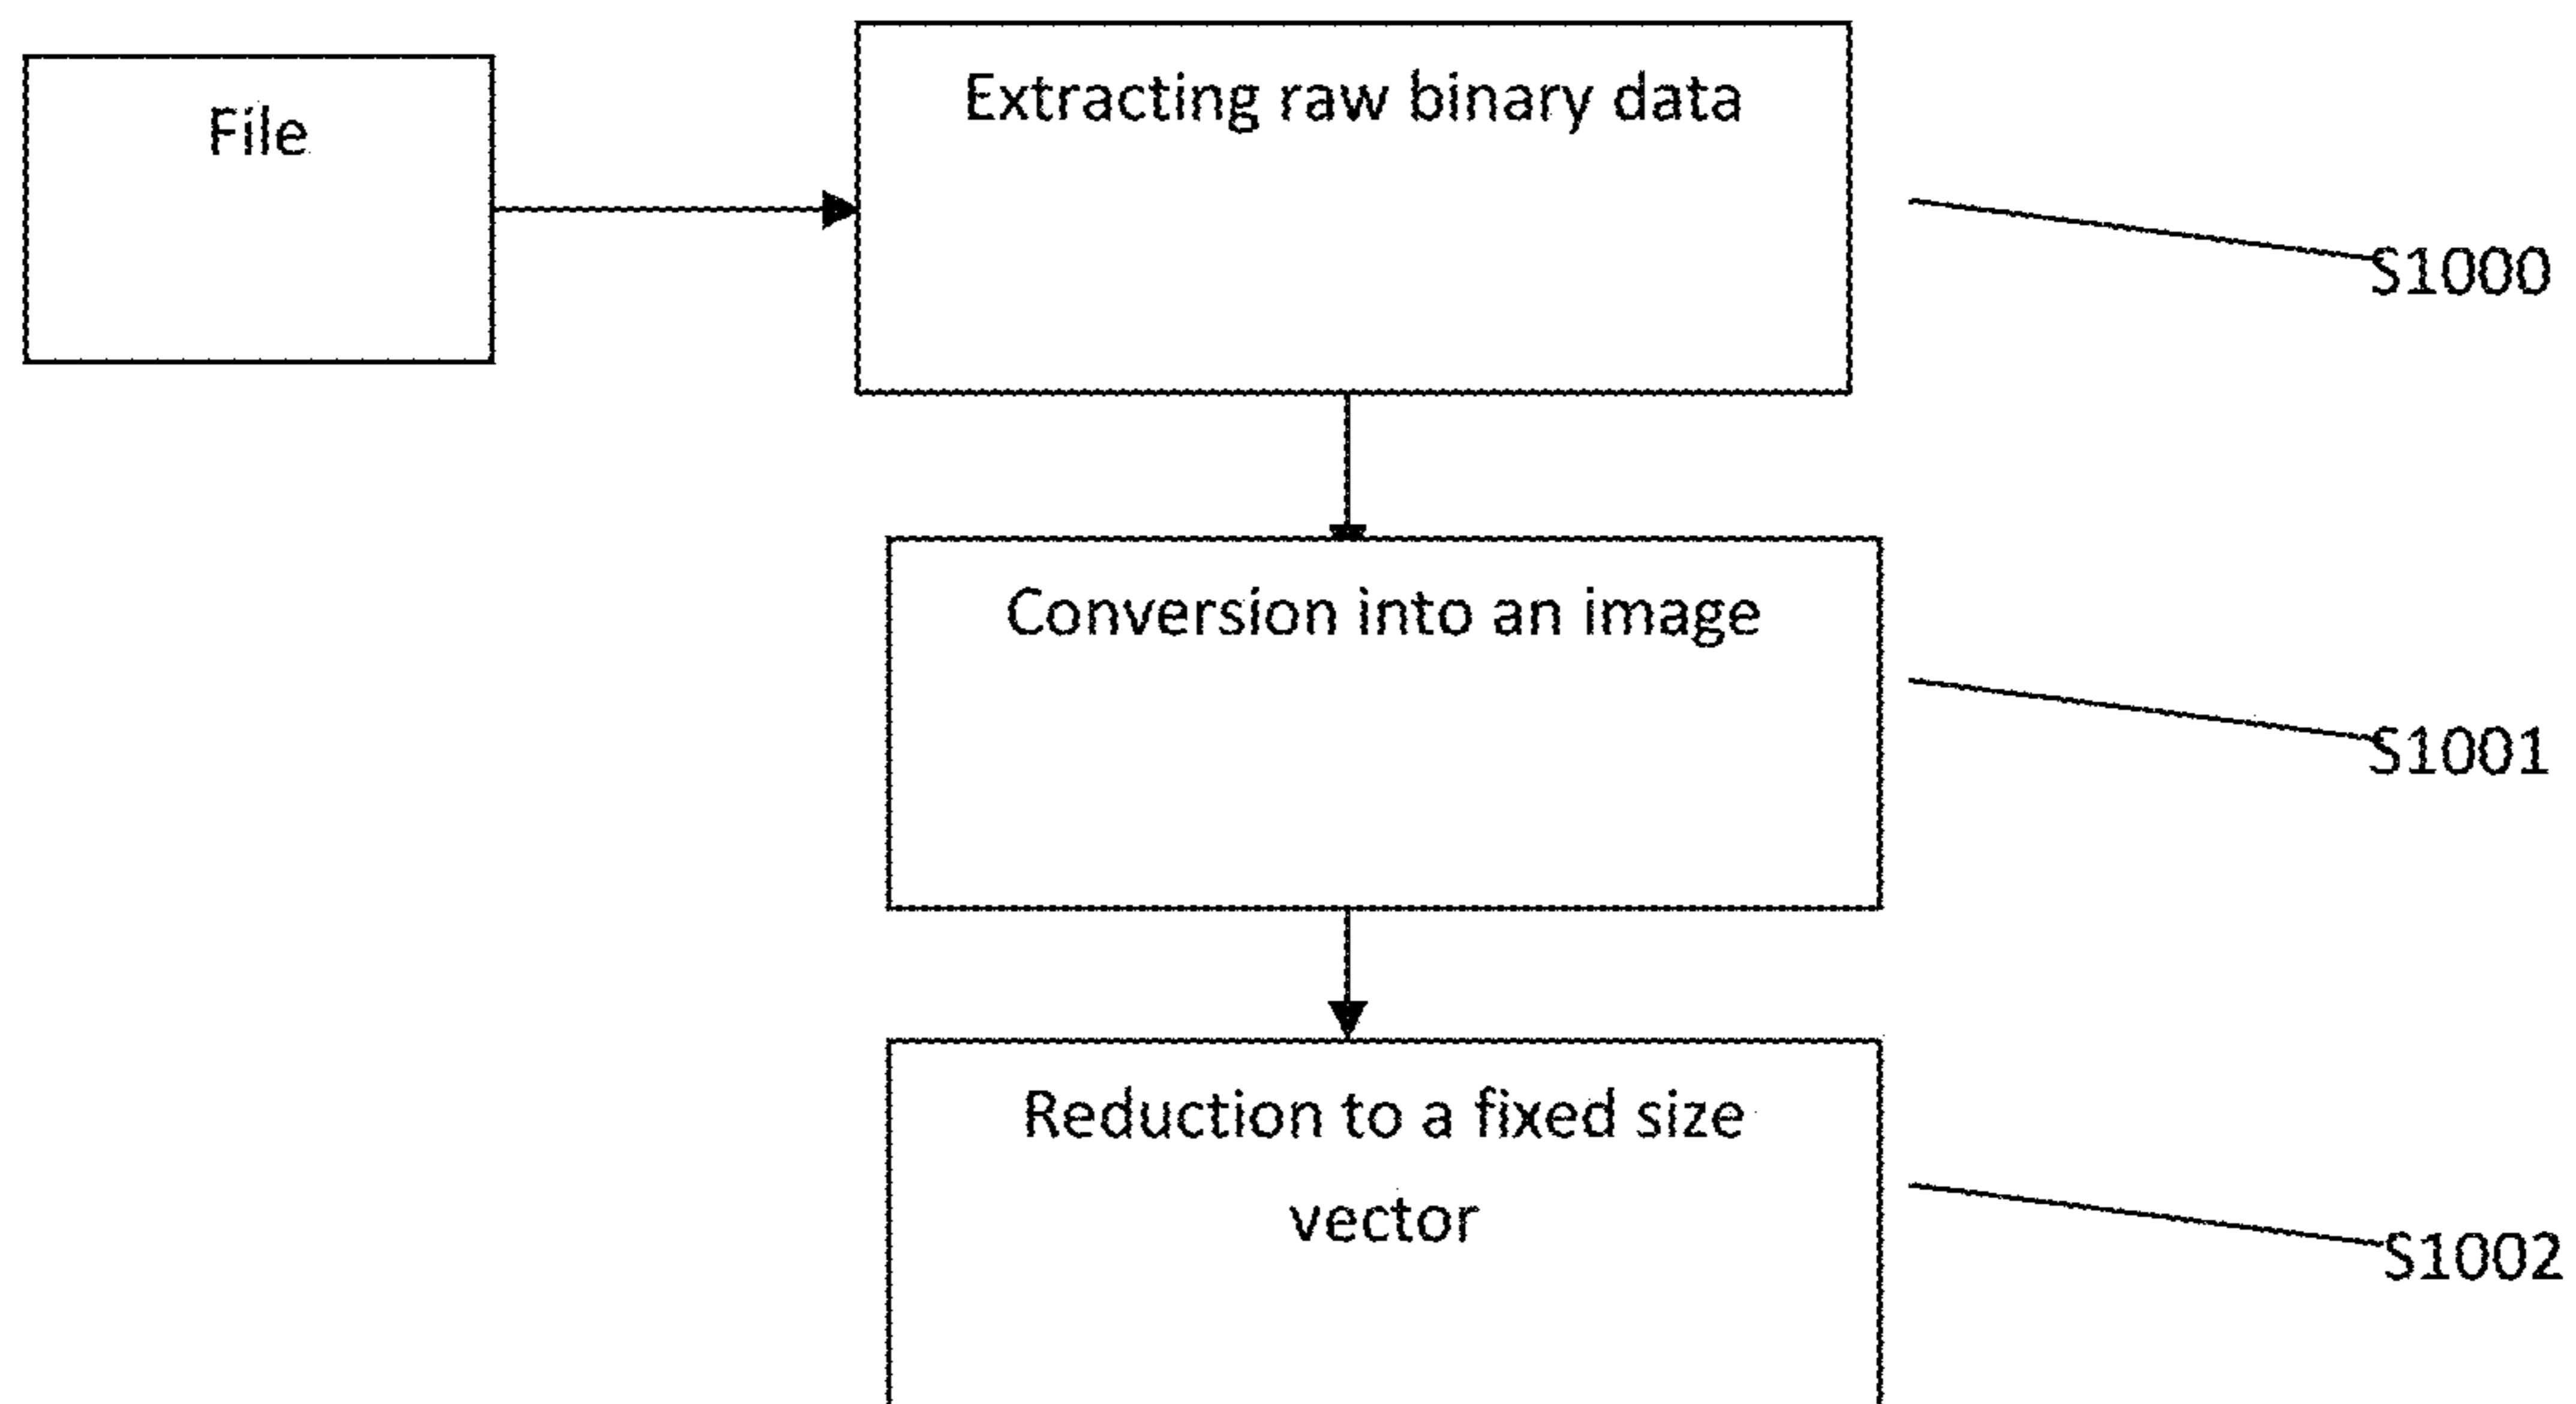 File
Extracting raw binary data
S1000
Conversion into an image
S1001
Reduction to a fixed size
vector
S1002